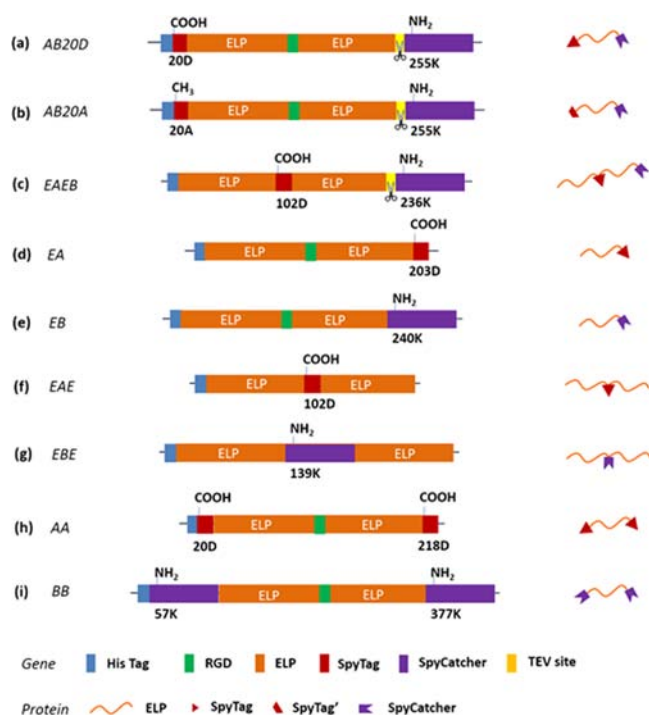 COOH NH2
(a) AB20D ELP ELP
20D 255K
CH3 NH2
(b) AB20A ELP ELP
20A 255K
COOH NH2
(c) EAEB ELP ELP
102D 236K
COOH
(d) EA ELP ELP
203D
NH2
(e) EB ELP ELP
240K
COOH
(f) EAE ELP ELP
102D
NH2
(g) EBE ELP ELP
139K
COOH COOH
(h) AA ELP ELP
20D 218D
NH2 NH2
(i) BB ELP ELP
57K 377K
Gene His Tag RGD ELP SpyTag SpyCatcher TEV site
Protein ELP SpyTag SpyTag' SpyCatcher